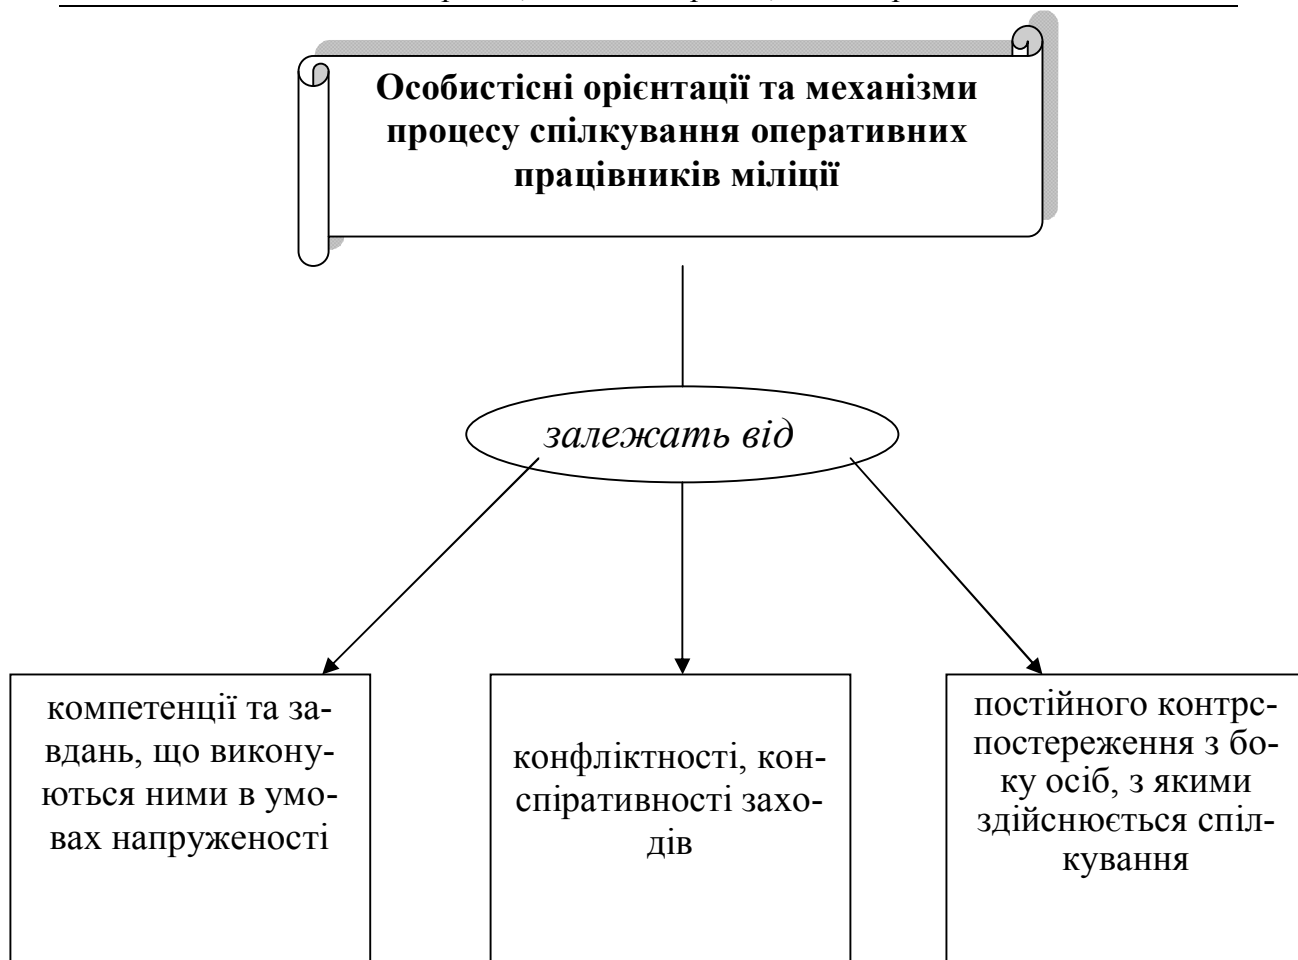 Особистісні орієнтації та механізми
процесу спілкування оперативних
працівників міліції
залежать від
компетенції та за-
вдань, що викону-
ються ними в умо-
вах напруженості
конфліктності, кон-
спіративності захо-
дів
постійного контрс-
постереження з бо-
ку осіб, з якими
здійснюється спіл-
кування